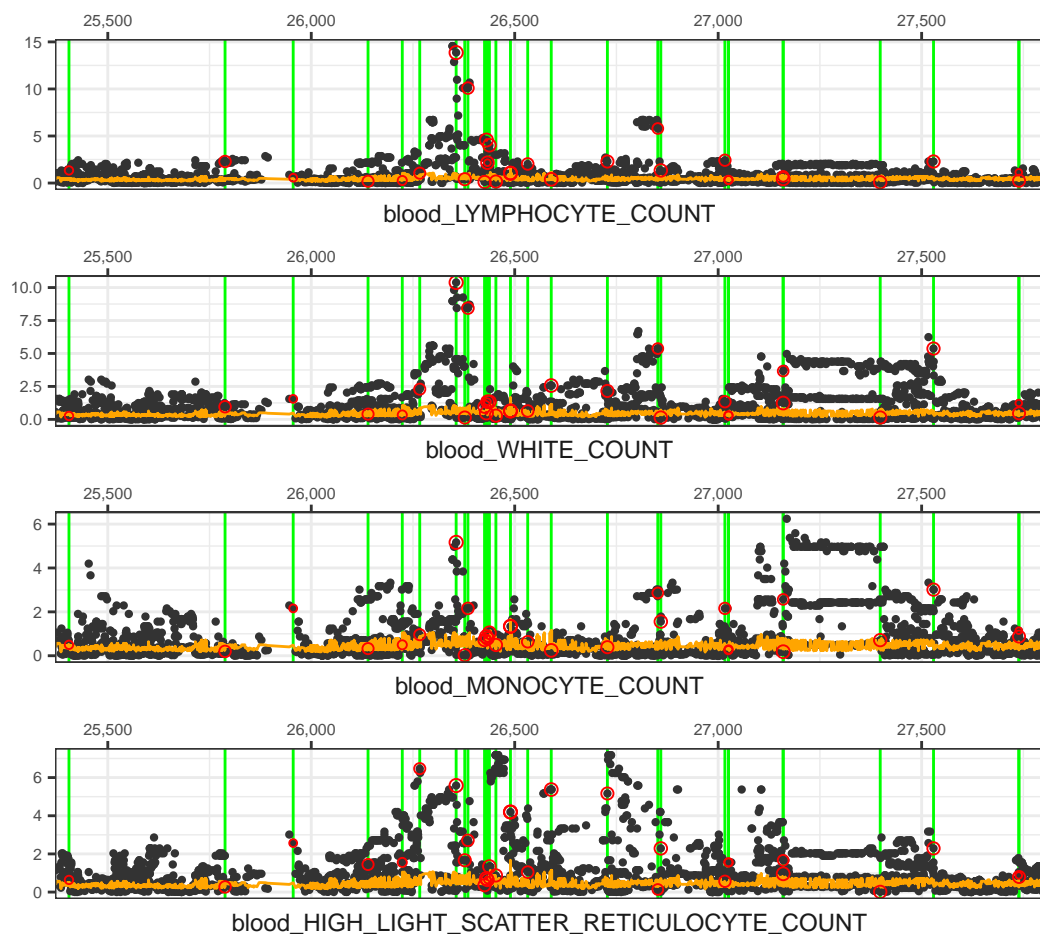 25,500 26,000 26,500 27,000 27,500
15
10
5
0
blood_LYMPHOCYTE_COUNT
25,500 26,000 26,500 27,000 27,500
10.0
7.5
5.0
2.5
0.0
blood_WHITE_COUNT
25,500 26,000 26,500 27,000 27,500
6
4
2
0
blood_MONOCYTE_COUNT
25,500 26,000 26,500 27,000 27,500
6
4
2
0
blood_HIGH_LIGHT_SCATTER_RETICULOCYTE_COUNT